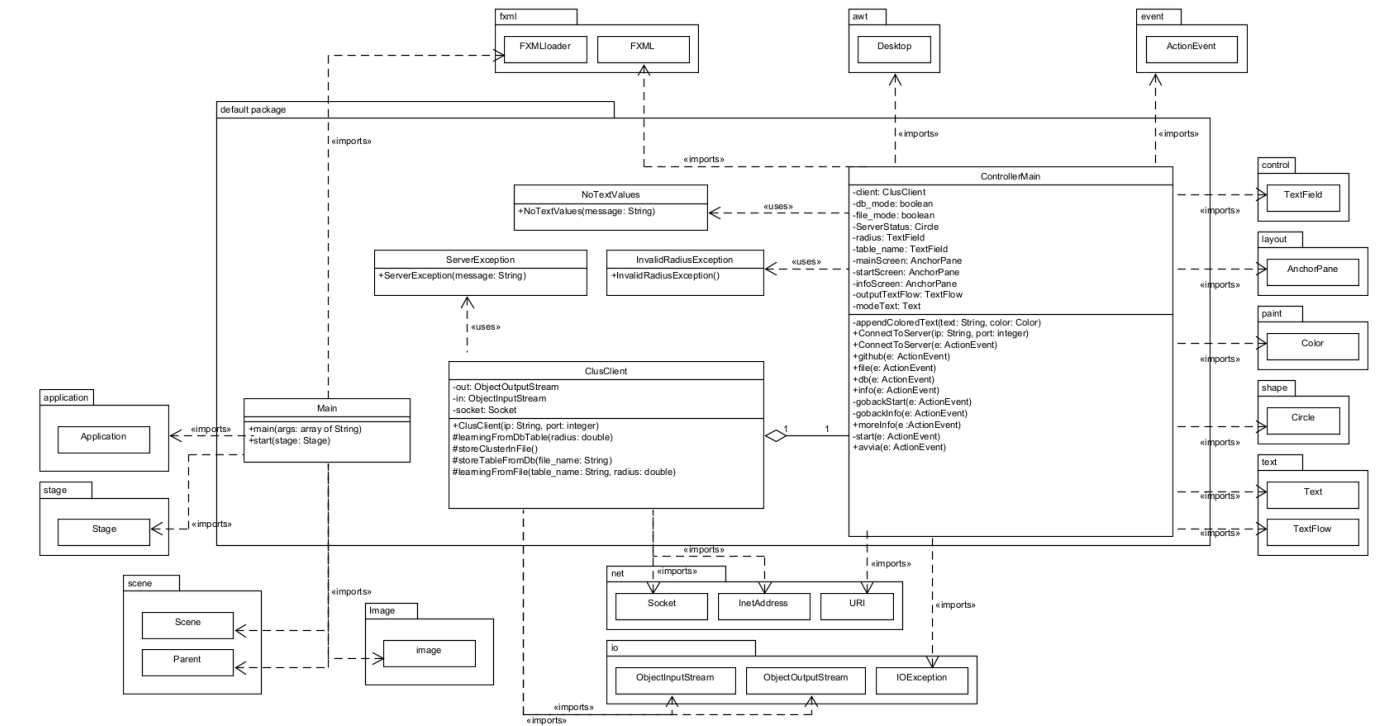 fxml
FXMLloader
FXML
awt
Desktop
event
ActionEvent
default package
«imports»
«imports»
«imports»
«imports»
NoTextValues
+NoTextValues(message: String)
«uses»
ServerException
+ServerException(message: String)
InvalidRadiusException
+InvalidRadiusException()
«uses»
«uses»
ControllerMain
-client: ClusClient
-db_mode: boolean
-file_mode: boolean
-ServerStatus: Circle
-radius: TextField
-table_name: TextField
-mainScreen: AnchorPane
-startScreen: AnchorPane
-infoScreen: AnchorPane
-outputTextFlow: TextFlow
-modeText: Text
-appendColoredText(text: String, color: Color)
+ConnectToServer(ip: String, port: integer)
+ConnectToServer(e: ActionEvent)
+github(e: ActionEvent)
+file(e: ActionEvent)
+db(e: ActionEvent)
+info(e: ActionEvent)
-gobackStart(e: ActionEvent)
-gobackInfo(e: ActionEvent)
+moreInfo(e :ActionEvent)
-start(e: ActionEvent)
+avvia(e: ActionEvent)
control
TextField
«imports»
layout
AnchorPane
«imports»
paint
Color
«imports»
shape
Circle
«imports»
text
Text
«imports»
TextFlow
«imports»
ClusClient
-out: ObjectOutputStream
-in: ObjectInputStream
-socket: Socket
+ClusClient(ip: String, port: integer)
#learningFromDbTable(radius: double)
#storeClusterInFile()
#storeTableFromDb(file_name: String)
#learningFromFile(table_name: String, radius: double)
1
1
Main
+main(args: array of String)
+start(stage: Stage)
application
Application
«imports»
stage
Stage
«imports»
scene
Scene
Parent
«imports»
Image
image
net
«imports»
«imports»
«imports»
Socket
InetAddress
URI
io
«imports»
ObjectInputStream
ObjectOutputStream
IOException
«imports»
«imports»